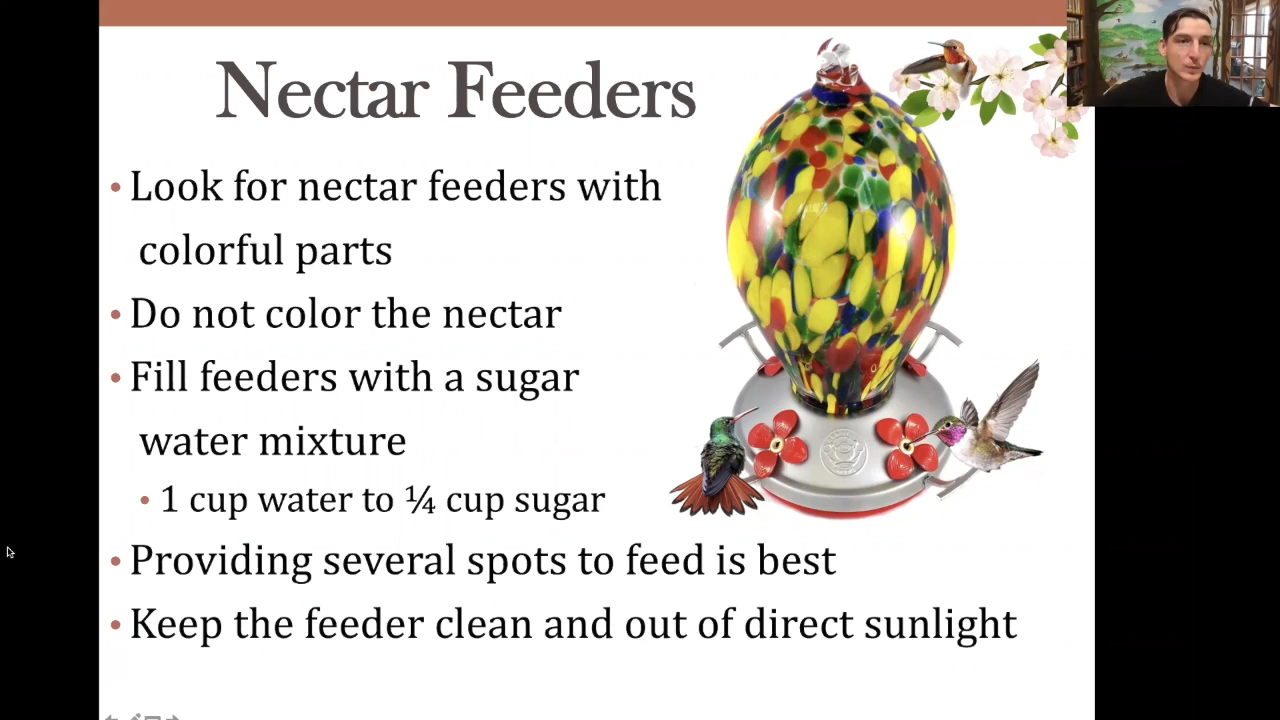 Nectar Feeders
• Look for nectar feeders with
colorful parts
• Do not color the nectar
• Fill feeders with a sugar
water mixture
• 1 cup water to ¼ cup sugar
• Providing several spots to feed is best
• Keep the feeder clean and out of direct sunlight